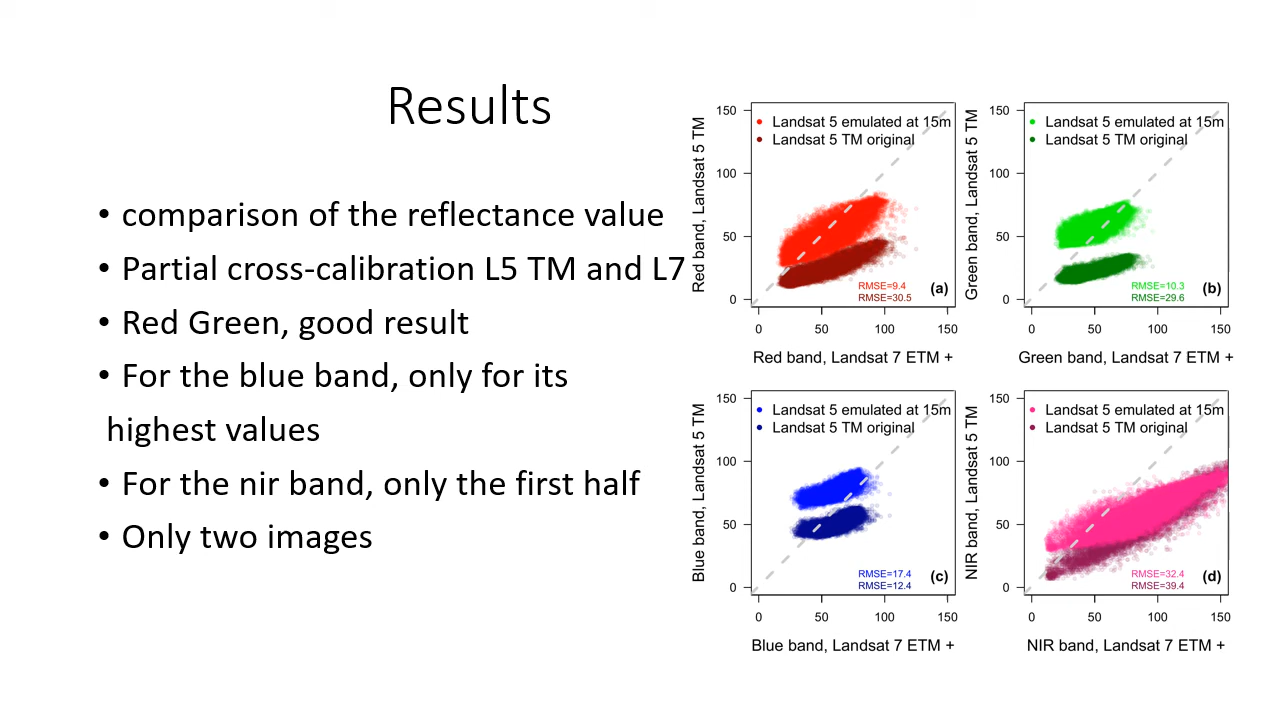 Results
• comparison of the reflectance value
• Partial cross-calibration L5 TM and L7
• Red Green, good result
• For the blue band, only for its
highest values
• For the nir band, only the first half
• Only two images
Red band, Landsat 5 TM
150
100
50
0
Landsat 5 emulated at 15m
Landsat 5 TM original
RMSE=9.4
RMSE=30.5
(a)
0 50 100 150
Red band, Landsat 7 ETM +
Green band, Landsat 5 TM
150
100
50
0
Landsat 5 emulated at 15m
Landsat 5 TM original
RMSE=10.3
RMSE=29.6
(b)
0 50 100 150
Green band, Landsat 7 ETM +
Blue band, Landsat 5 TM
150
100
50
0
Landsat 5 emulated at 15m
Landsat 5 TM original
RMSE=17.4
RMSE=12.4
(c)
0 50 100 150
Blue band, Landsat 7 ETM +
NIR band, Landsat 5 TM
150
100
50
0
Landsat 5 emulated at 15m
Landsat 5 TM original
RMSE=32.4
RMSE=39.4
(d)
0 50 100 150
NIR band, Landsat 7 ETM +